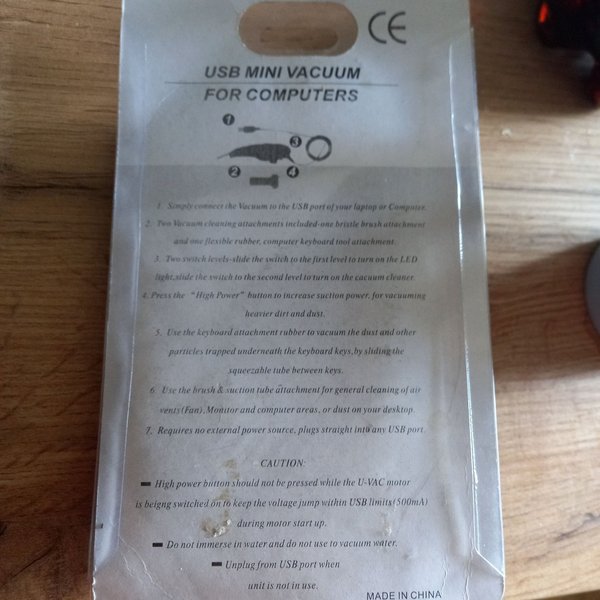 CE
USB MINI VACUUM
FOR COMPUTERS
1
3
2
4
1. Simply connect the Vacuum to the USB port of your laptop or Computer.
2. Two Vacuum cleaning attachments included-one bristle brush attachment
and one flexible rubber, computer keyboard tool attachment.
3. Two switch levels-slide the switch to the first level to turn on the LED
light,slide the switch to the second level to turn on the cacuum cleaner.
4. Press the "High Power" button to increase suction power, for vacuuming
heavier dirt and dust.
5. Use the keyboard attachment rubber to vacuum the dust and other
particles trapped underneath the keyboard keys,by sliding the
squeezable tube between keys.
6. Use the brush & suction tube attachment for general cleaning of air
vents(Fan),Monitor and computer areas, or dust on your desktop.
7. Requires no external power source, plugs straight into any USB port.
CAUTION:
High power button should not be pressed while the U-VAC motor
is beigng switched on to keep the voltage jump within USB limits(500mA)
during motor start up.
Do not immerse in water and do not use to vacuum water.
Unplug from USB port when
unit is not in use.
MADE IN CHINA